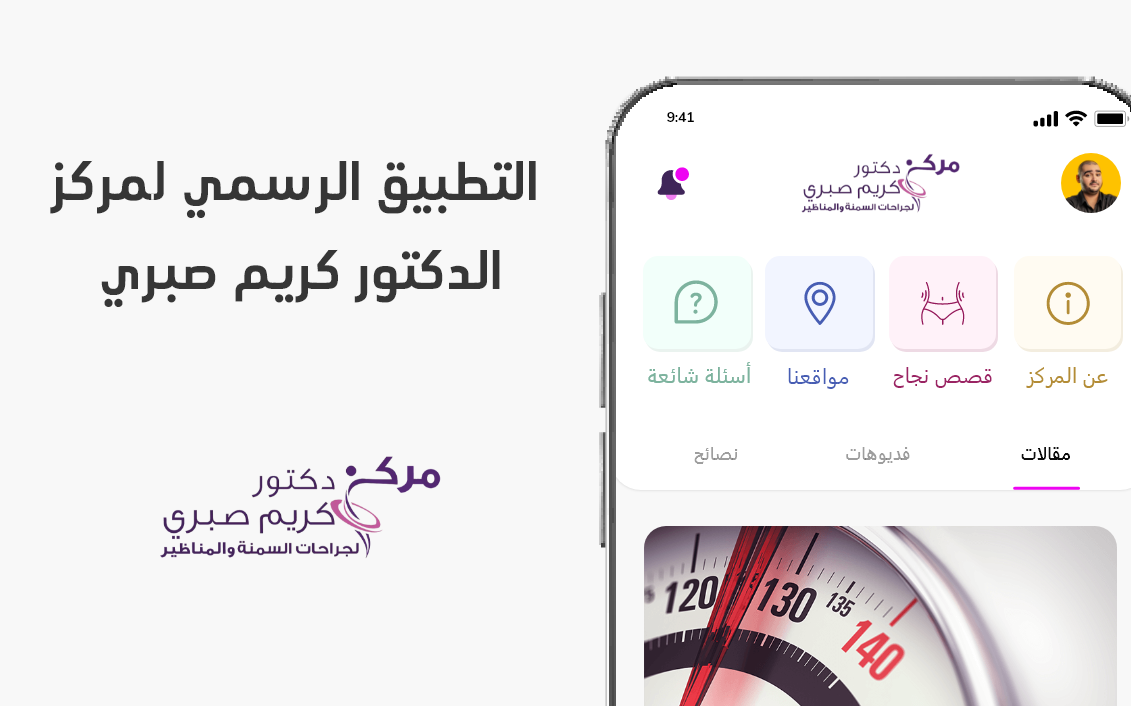 التطبيق الرسمي لمركز
الدكتور كريم صبري
مركز دكتور
كريم صبري
لجراحات السمنة والمناظير
9:41
مركز دكتور
كريم صبري
لجراحات السمنة والمناظير
عن المركز
قصص نجاح
مواقعنا
أسئلة شائعة
مقالات
فديوهات
نصائح
120
130
135
140